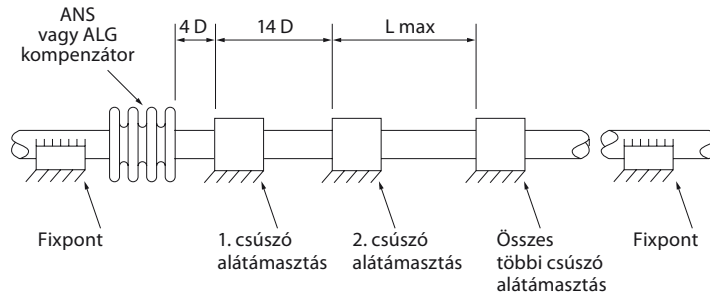 ANS
vagy ALG
kompenzátor
4 D
14 D
L max
Fixpont
1. csúszó
alátámasztás
2. csúszó
alátámasztás
Összes
többi csúszó
alátámasztás
Fixpont